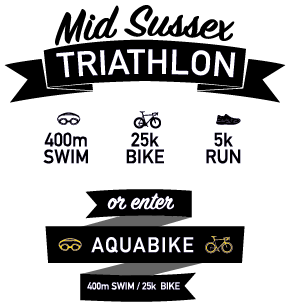 Mid Sussex
TRIATHLON
400m 25k 5k
SWIM BIKE RUN
or enter
AQUABIKE
400m SWIM / 25k BIKE